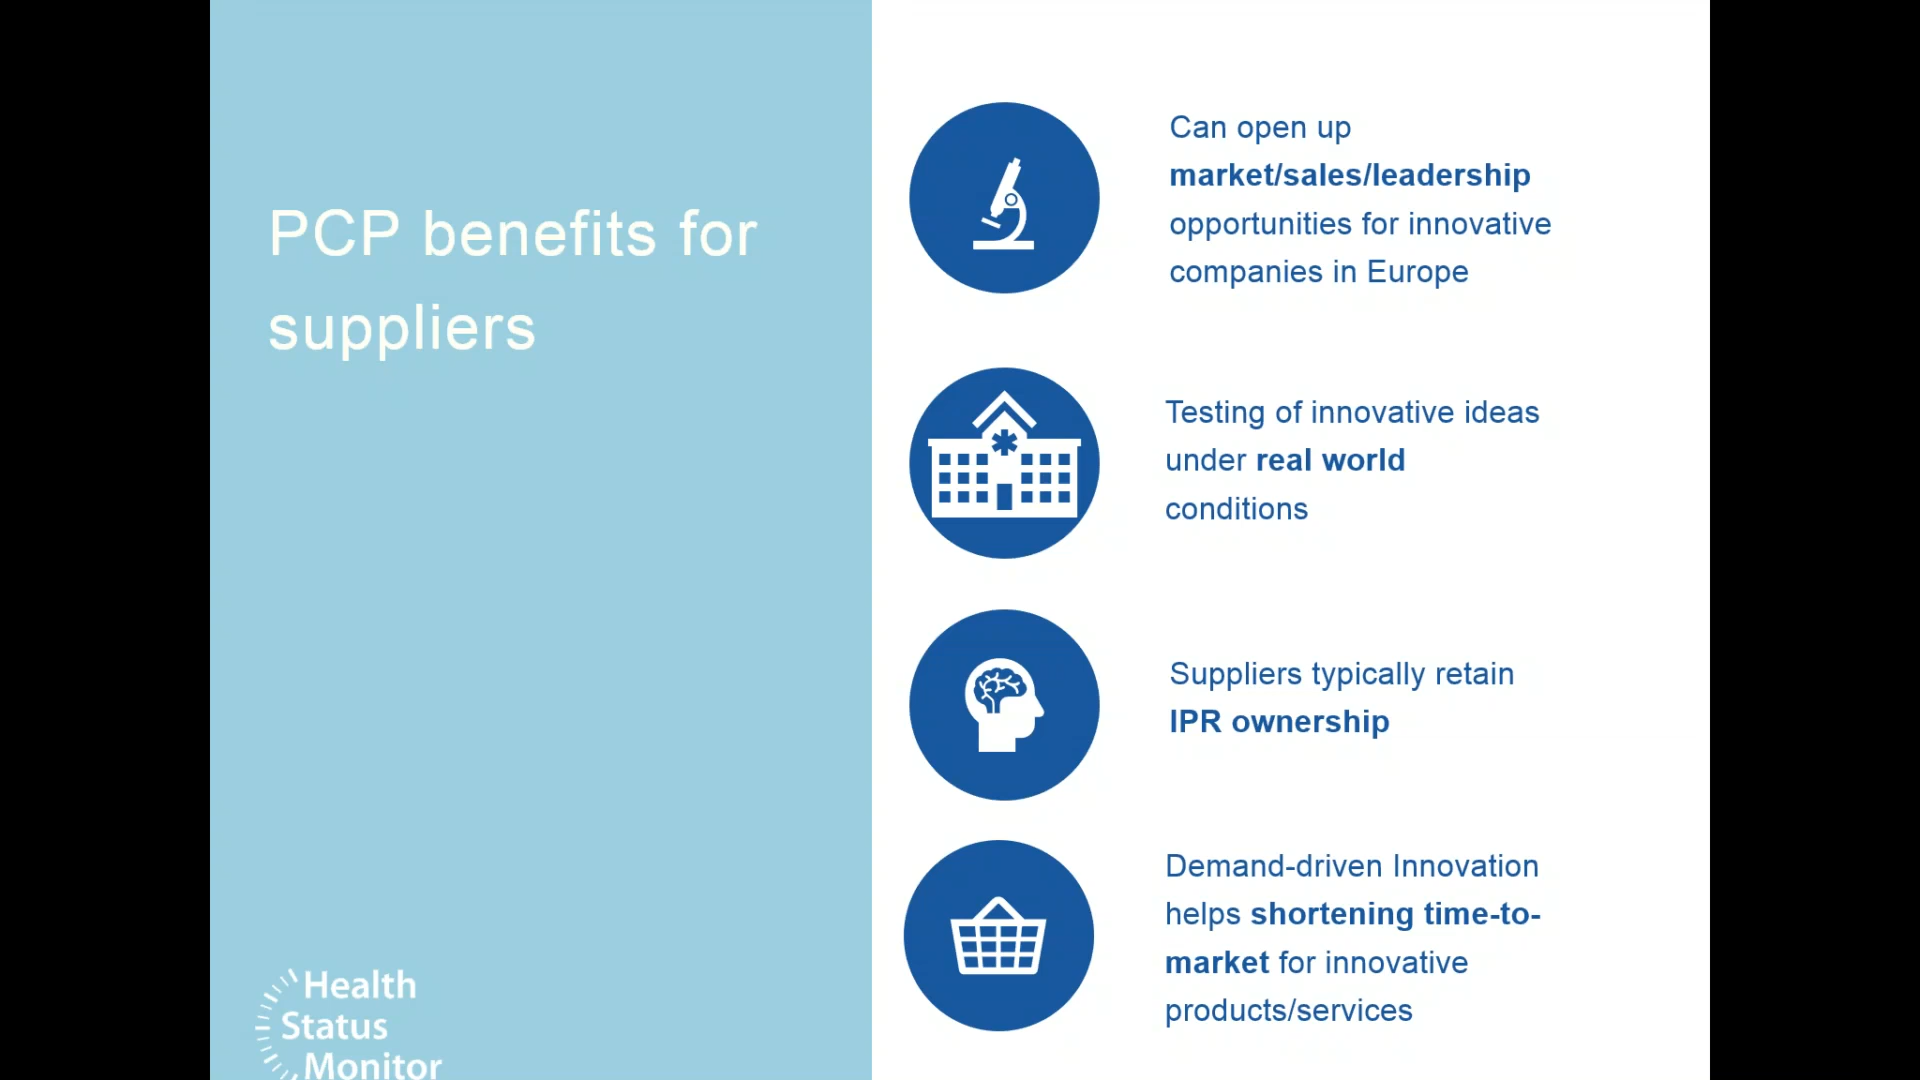 PCP benefits for
suppliers
Can open up
market/sales/leadership
opportunities for innovative
companies in Europe
Testing of innovative ideas
under real world
conditions
Suppliers typically retain
IPR ownership
Demand-driven Innovation
helps shortening time-to-
market for innovative
products/services
Health
Status
Monitor